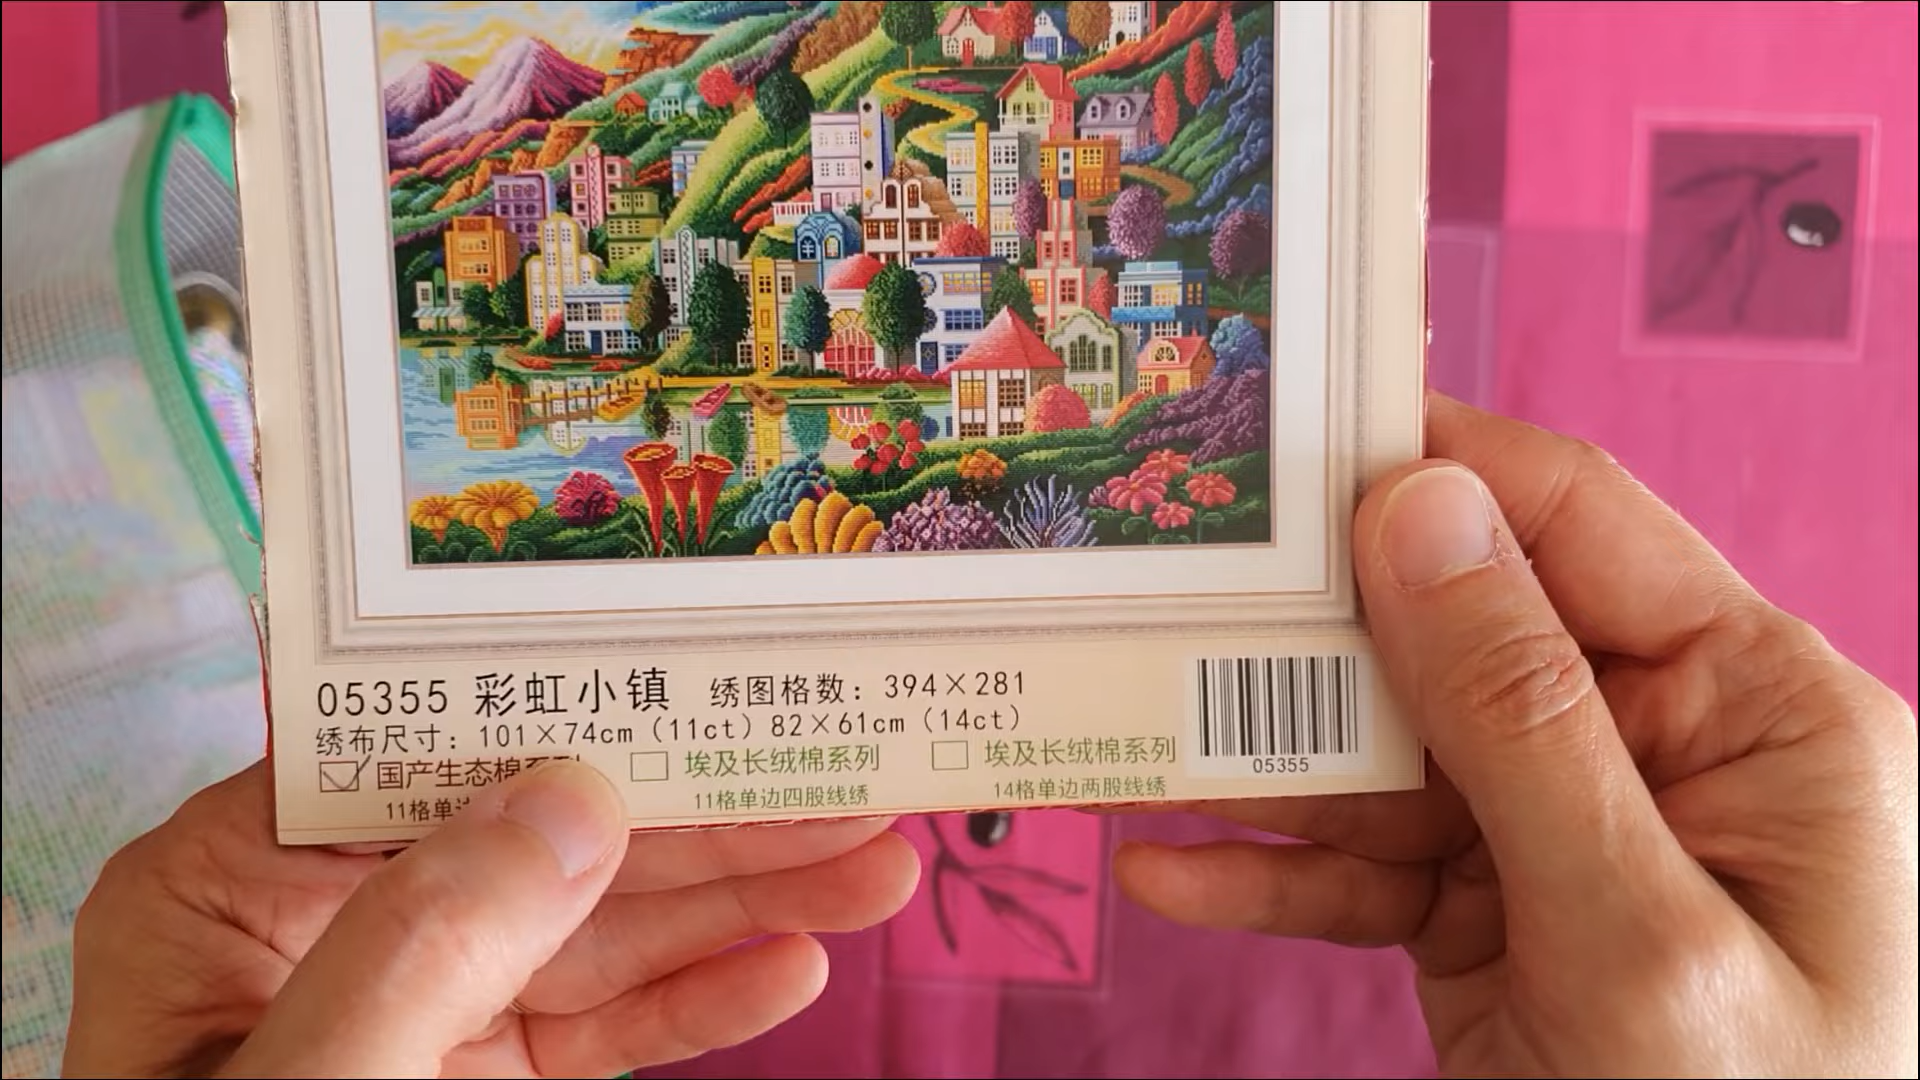 05355 彩虹小镇 绣图格数：394×281
绣布尺寸：101×74cm（11ct）82×61cm（14ct）
国产生态棉系列
11格单边
埃及长绒棉系列
11格单边四股线绣
埃及长绒棉系列
14格单边两股线绣
05355